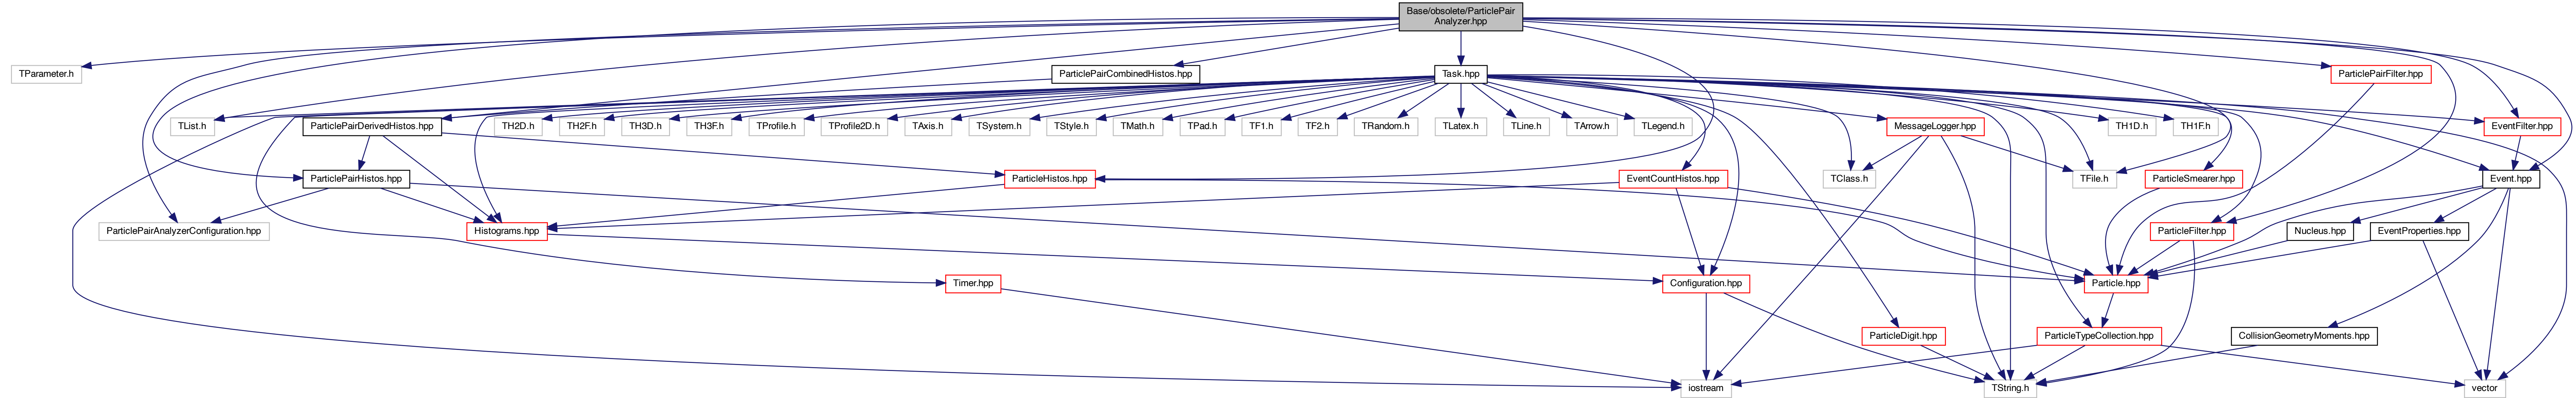 Base/obsolete/ParticlePair
Analyzer.hpp
TParameter.h
ParticlePairCombinedHistos.hpp
Task.hpp
ParticlePairFilter.hpp
TList.h
ParticlePairDerivedHistos.hpp
TH2D.h
TH2F.h
TH3D.h
TH3F.h
TProfile.h
TProfile2D.h
TAxis.h
TSystem.h
TStyle.h
TMath.h
TPad.h
TF1.h
TF2.h
TRandom.h
TLatex.h
TLine.h
TArrow.h
TLegend.h
MessageLogger.hpp
TH1D.h
TH1F.h
EventFilter.hpp
ParticlePairHistos.hpp
ParticleHistos.hpp
EventCountHistos.hpp
TClass.h
TFile.h
ParticleSmearer.hpp
Event.hpp
ParticlePairAnalyzerConfiguration.hpp
Histograms.hpp
ParticleFilter.hpp
Nucleus.hpp
EventProperties.hpp
Timer.hpp
Configuration.hpp
Particle.hpp
ParticleDigit.hpp
ParticleTypeCollection.hpp
CollisionGeometryMoments.hpp
iostream
TString.h
vector